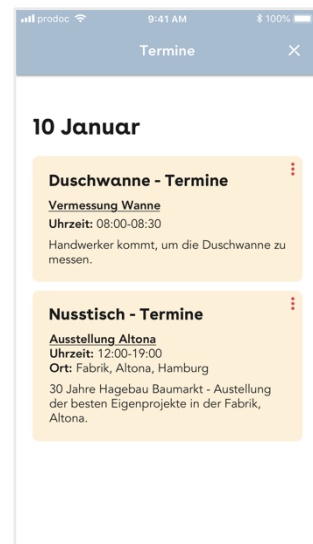 prodoc 9:41 AM 100%
Termine
10 Januar
Duschwanne - Termine
Vermessung Wanne
Uhrzeit: 08:00-08:30
Handwerker kommt, um die Duschwanne zu
messen.
Nusstisch - Termine
Ausstellung Altona
Uhrzeit: 12:00-19:00
Ort: Fabrik, Altona, Hamburg
30 Jahre Hagebau Baumarkt - Austellung
der besten Eigenprojekte in der Fabrik,
Altona.